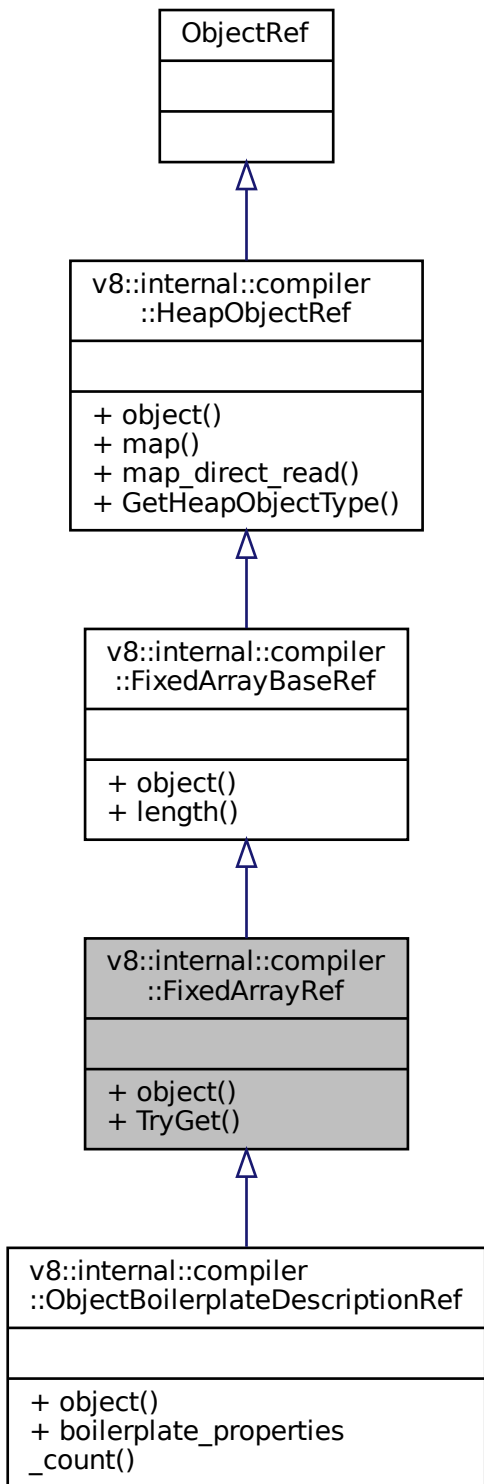 ObjectRef
v8::internal::compiler
::HeapObjectRef
+ object()
+ map()
+ map_direct_read()
+ GetHeapObjectType()
v8::internal::compiler
::FixedArrayBaseRef
+ object()
+ length()
v8::internal::compiler
::FixedArrayRef
+ object()
+ TryGet()
v8::internal::compiler
::ObjectBoilerplateDescriptionRef
+ object()
+ boilerplate_properties
_count()